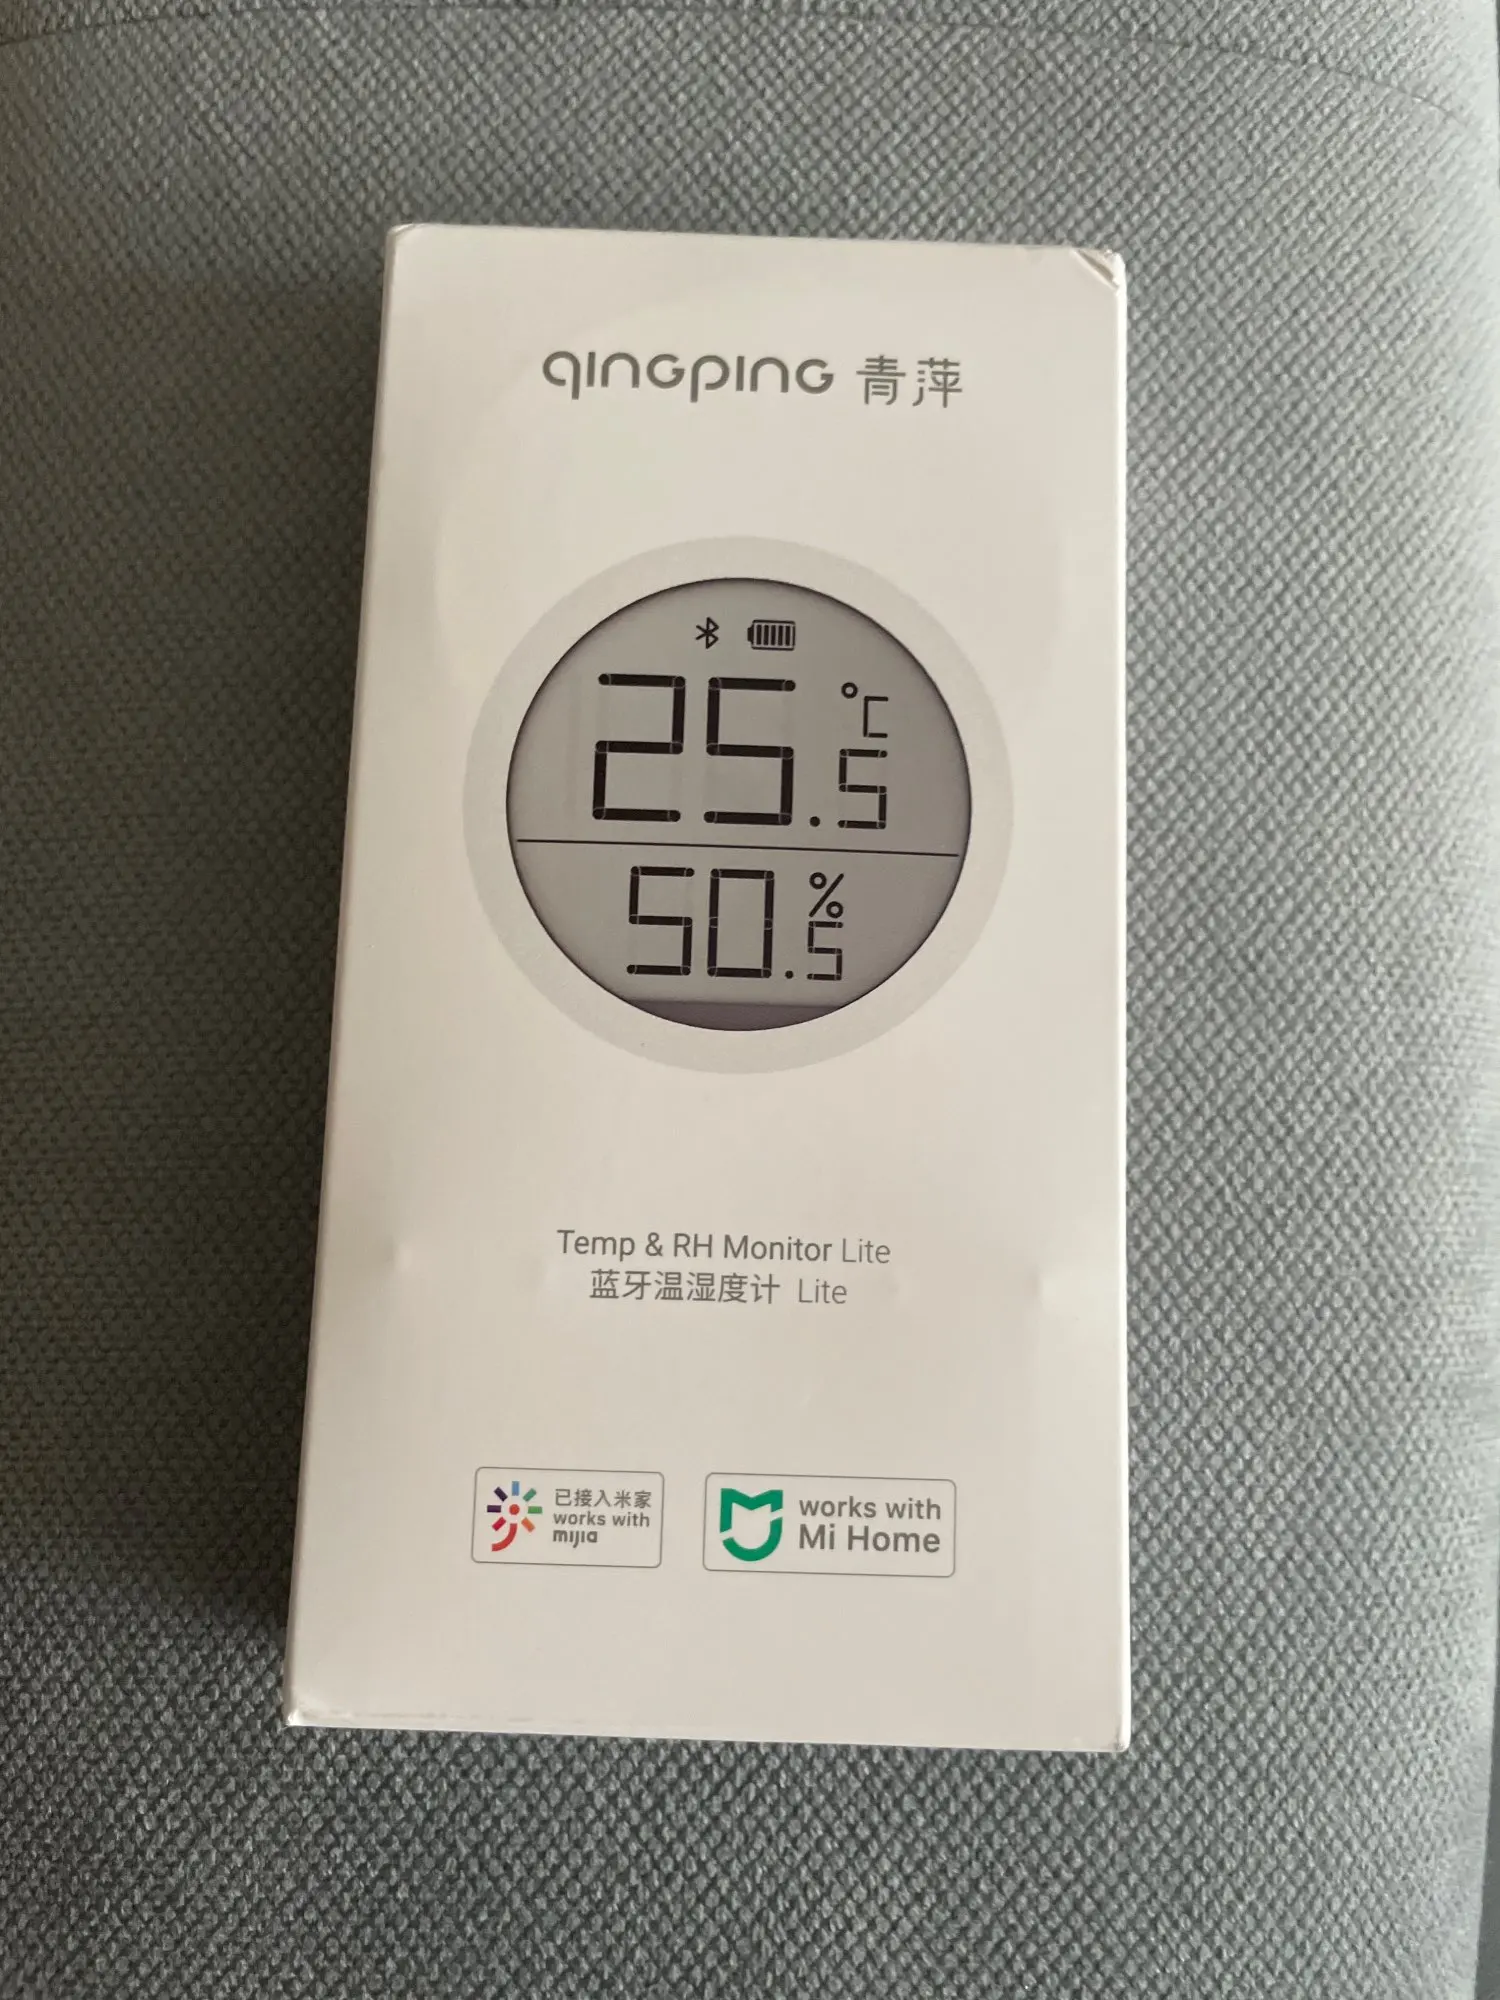 qingping 青萍
25.5 °C
50.5 %
Temp & RH Monitor Lite
蓝牙温湿度计 Lite
已接入米家
works with
mijia
works with
Mi Home